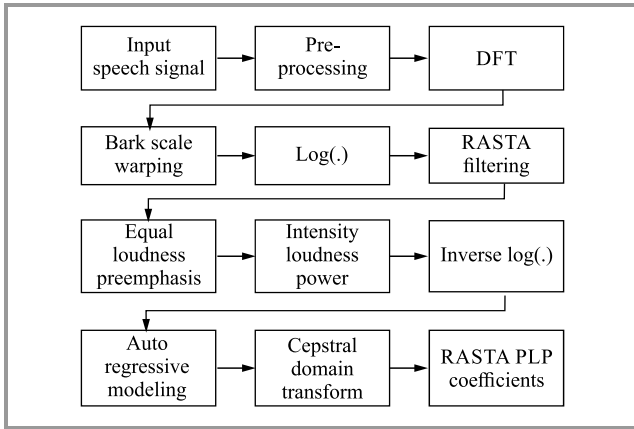 Input
speech signal
Pre-
processing
DFT
Bark scale
warping
Log(.)
RASTA
filtering
Equal
loudness
preemphasis
Intensity
loudness
power
Inverse log(.)
Auto
regressive
modeling
Cepstral
domain
transform
RASTA PLP
coefficients